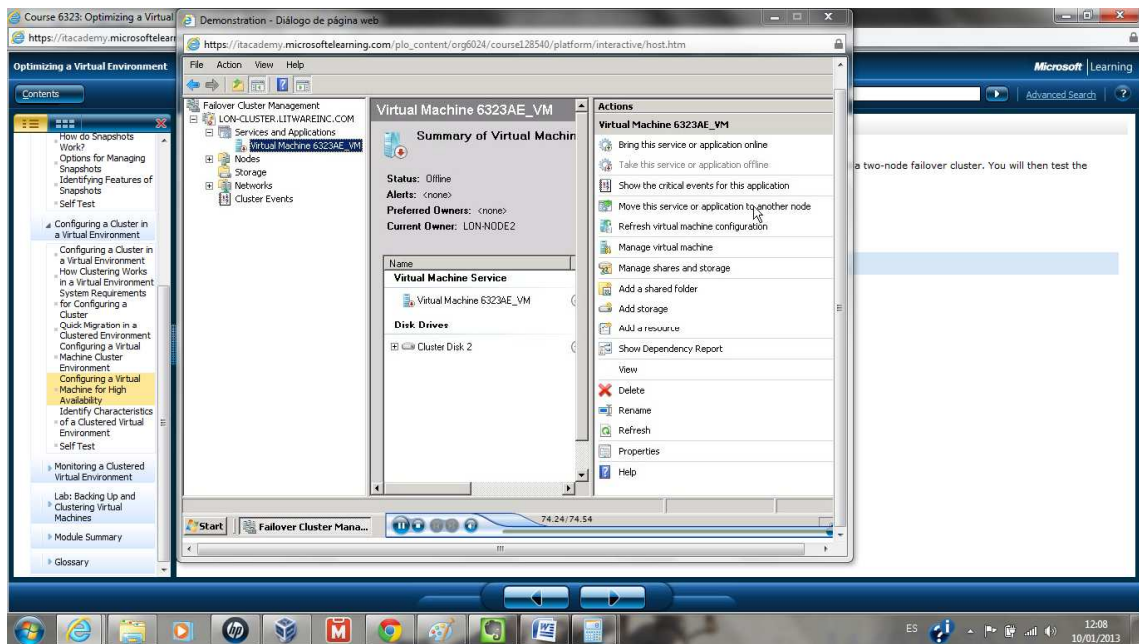 Course 6323: Optimizing a Virtual
https://itacademy.microsoftlearn
Optimizing a Virtual Environment
Microsoft | Learning
Contents
Advanced Search
?
How do Snapshots
Work?
Options for Managing
Snapshots
Identifying Features of
Snapshots
Self Test
Configuring a Cluster in
a Virtual Environment
Configuring a Cluster in
a Virtual Environment
How Clustering Works
in a Virtual Environment
System Requirements
for Configuring a
Cluster
Quick Migration in a
Clustered Environment
Configuring a Virtual
Machine Cluster
Environment
Configuring a Virtual
Machine for High
Availability
Identify Characteristics
of a Clustered Virtual
Environment
Self Test
Monitoring a Clustered
Virtual Environment
Lab: Backing Up and
Clustering Virtual
Machines
Module Summary
Glossary
Demonstration - Diálogo de página web
https://itacademy.microsoftelearning.com/plo_content/org6024/course128540/platform/interactive/host.htm
File Action View Help
Failover Cluster Management
LON-CLUSTER.LITWAREINC.COM
Services and Applications
Virtual Machine 6323AE_VM
Nodes
Storage
Networks
Cluster Events
Virtual Machine 6323AE_VM
Summary of Virtual Machin
Status: Offline
Alerts: <none>
Preferred Owners: <none>
Current Owner: LON-NODE2
Name
Virtual Machine Service
Virtual Machine 6323AE_VM
Disk Drives
Cluster Disk 2
Actions
Virtual Machine 6323AE_VM
Bring this service or application online
Take this service or application offline
Show the critical events for this application
Move this service or application to another node
Refresh virtual machine configuration
Manage virtual machine
Manage shares and storage
Add a shared folder
Add storage
Add a resource
Show Dependency Report
View
Delete
Rename
Refresh
Properties
Help
a two-node failover cluster. You will then test the
Start
Failover Cluster Mana...
74.24/74.54
ES
12:08
10/01/2013